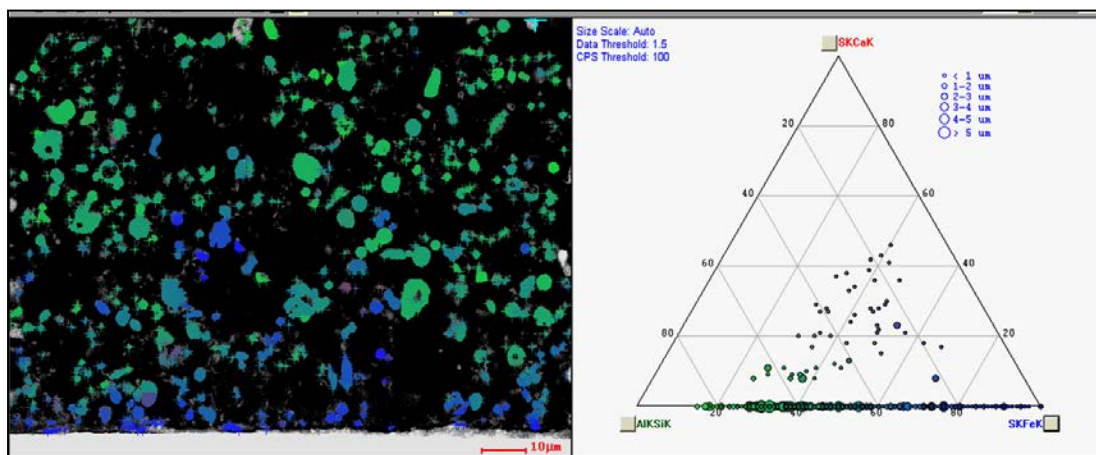 Size Scale: Auto
Data Threshold: 1.5
CPS Threshold: 100
SKCaK
< 1 um
1-2 um
2-3 um
3-4 um
4-5 um
> 5 um
20
80
40
60
60
40
80
20
20
40
60
80
AlKSiK
SKFeK
10µm